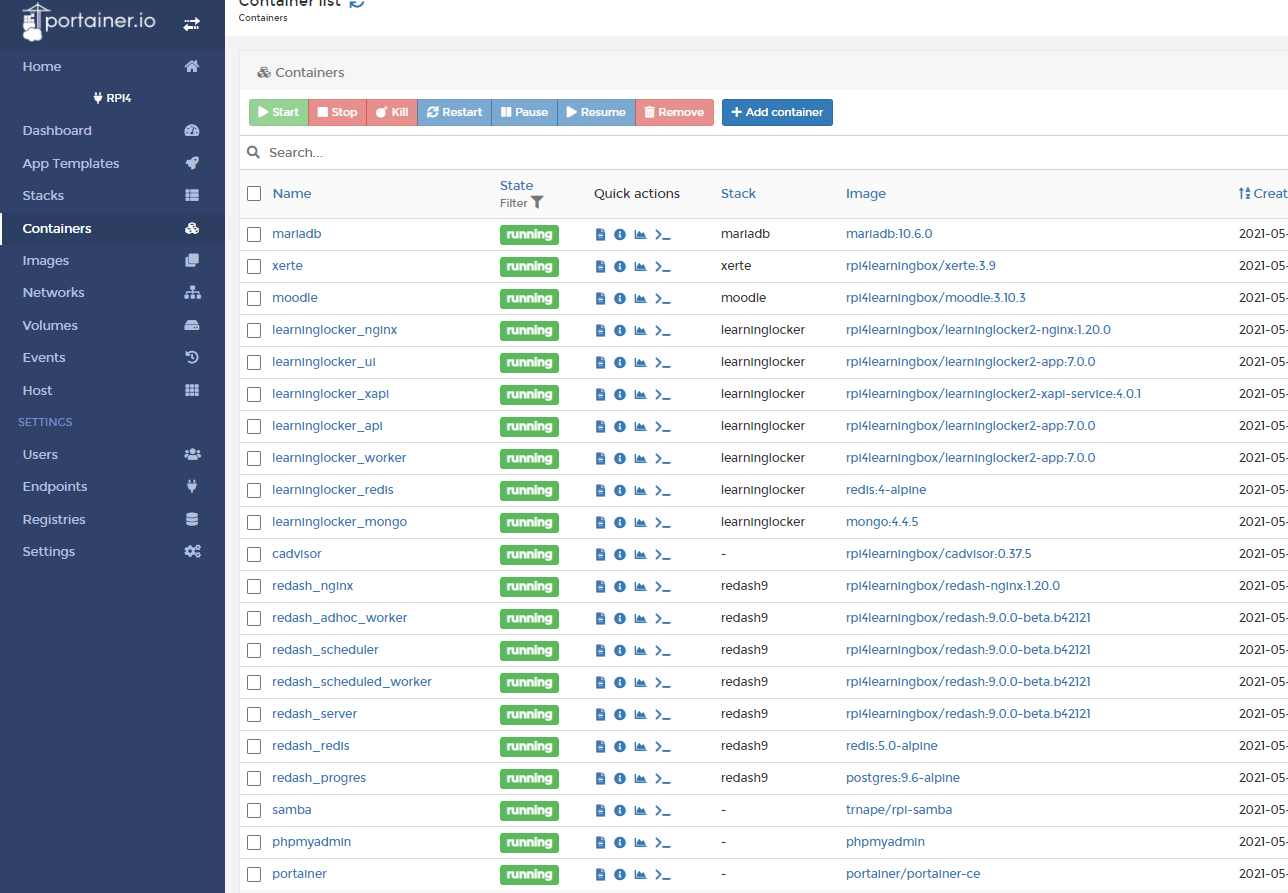 portainer.io
Container list
Containers
Home
RPI4
Dashboard
App Templates
Stacks
Containers
Images
Networks
Volumes
Events
Host
SETTINGS
Users
Endpoints
Registries
Settings
Containers
Start Stop Kill Restart Pause Resume Remove Add container
Search...
Name State Filter Quick actions Stack Image Creat
mariadb running mariadb mariadb:10.6.0 2021-05-
xerte running xerte rpi4learningbox/xerte:3.9 2021-05-
moodle running moodle rpi4learningbox/moodle:3.10.3 2021-05-
learninglocker_nginx running learninglocker rpi4learningbox/learninglocker2-nginx:1.20.0 2021-05-
learninglocker_ui running learninglocker rpi4learningbox/learninglocker2-app:7.0.0 2021-05-
learninglocker_xapi running learninglocker rpi4learningbox/learninglocker2-xapi-service:4.0.1 2021-05-
learninglocker_api running learninglocker rpi4learningbox/learninglocker2-app:7.0.0 2021-05-
learninglocker_worker running learninglocker rpi4learningbox/learninglocker2-app:7.0.0 2021-05-
learninglocker_redis running learninglocker redis:4-alpine 2021-05-
learninglocker_mongo running learninglocker mongo:4.4.5 2021-05-
cadvisor running - rpi4learningbox/cadvisor:0.37.5 2021-05-
redash_nginx running redash9 rpi4learningbox/redash-nginx:1.20.0 2021-05-
redash_adhoc_worker running redash9 rpi4learningbox/redash:9.0.0-beta.b42121 2021-05-
redash_scheduler running redash9 rpi4learningbox/redash:9.0.0-beta.b42121 2021-05-
redash_scheduled_worker running redash9 rpi4learningbox/redash:9.0.0-beta.b42121 2021-05-
redash_server running redash9 rpi4learningbox/redash:9.0.0-beta.b42121 2021-05-
redash_redis running redash9 redis:5.0-alpine 2021-05-
redash_progres running redash9 postgres:9.6-alpine 2021-05-
samba running - trnape/rpi-samba 2021-05-
phpmyadmin running - phpmyadmin 2021-05-
portainer running - portainer/portainer-ce 2021-05-